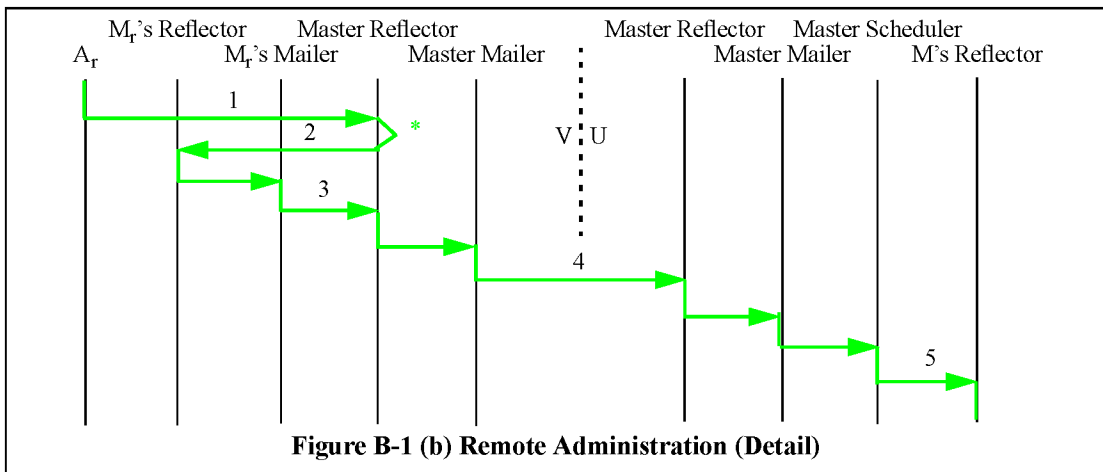 Mr's Reflector Master Reflector Master Reflector Master Scheduler
Ar Mr's Mailer Master Mailer Master Mailer M's Reflector
1
*
2
V U
3
4
5
Figure B-1 (b) Remote Administration (Detail)